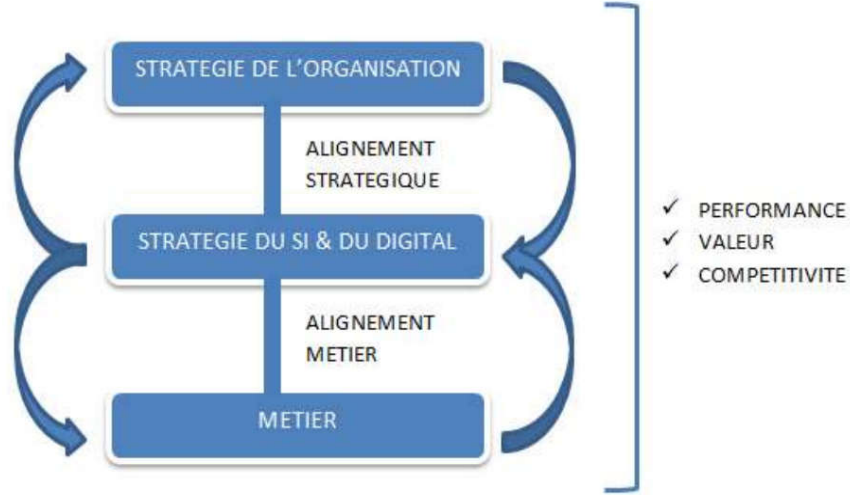 STRATEGIE DE L'ORGANISATION
ALIGNEMENT
STRATEGIQUE
STRATEGIE DU SI & DU DIGITAL
ALIGNEMENT
METIER
METIER
✓ PERFORMANCE
✓ VALEUR
✓ COMPETITIVITE